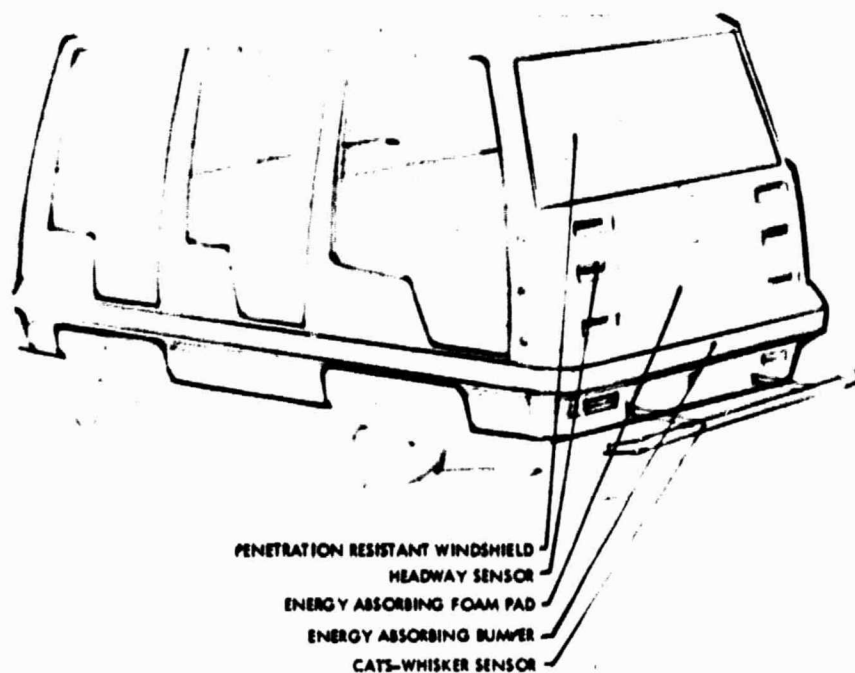 PENETRATION RESISTANT WINDSHIELD
HEADWAY SENSOR
ENERGY ABSORBING FOAM PAD
ENERGY ABSORBING BUMPER
CATS-WHISKER SENSOR